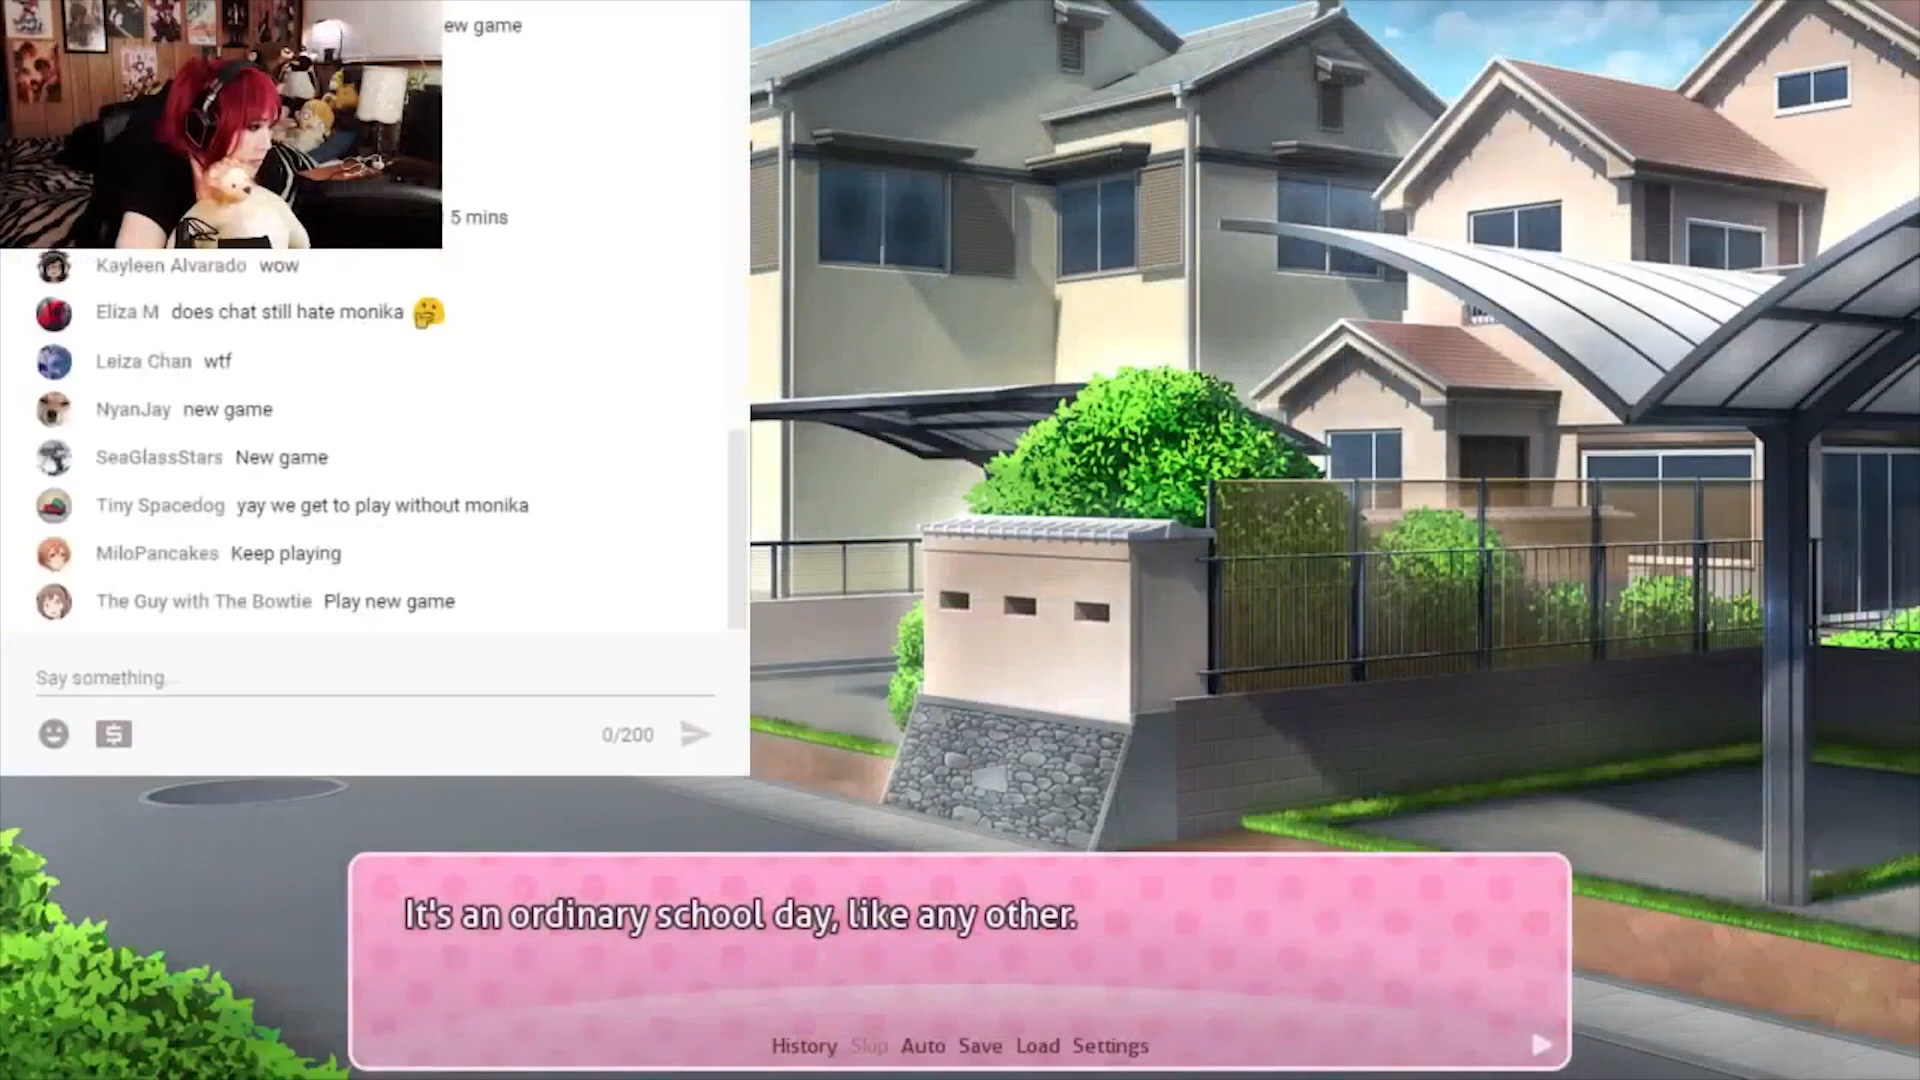 ew game
5 mins
Kayleen Alvarado wow
Eliza M does chat still hate monika
Leiza Chan wtf
NyanJay new game
SeaGlassStars New game
Tiny Spacedog yay we get to play without monika
MiloPancakes Keep playing
The Guy with The Bowtie Play new game
Say something...
0/200
It's an ordinary school day, like any other.
History Skip Auto Save Load Settings